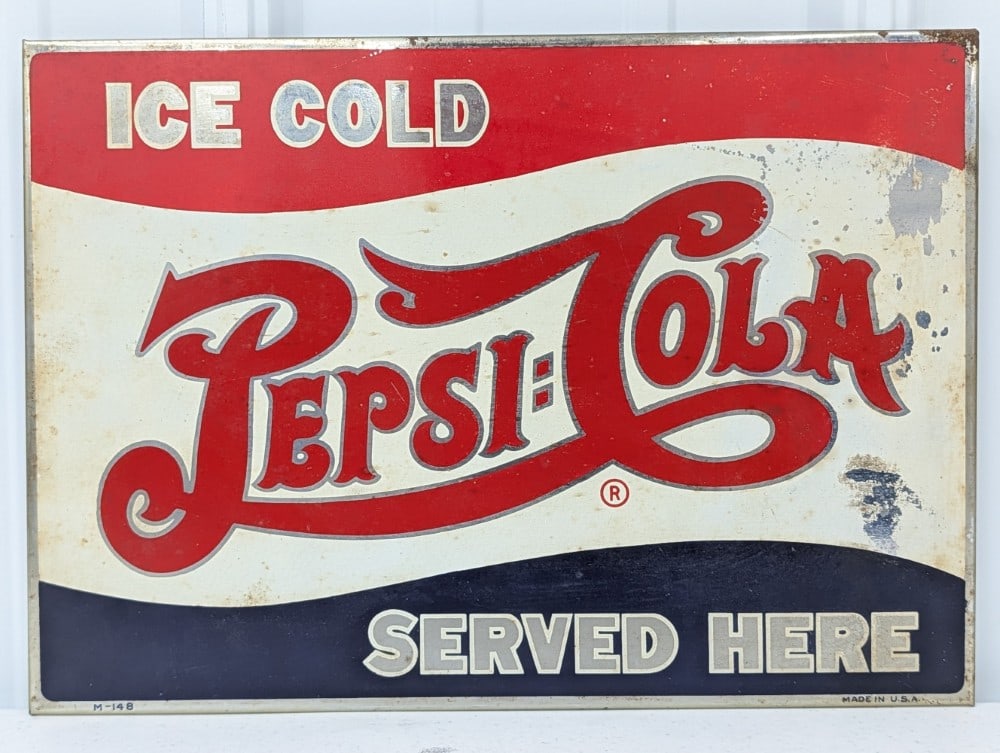 ICE COLD
PEPSI:COLA
®
SERVED HERE
M-148
MADE IN U.S.A.